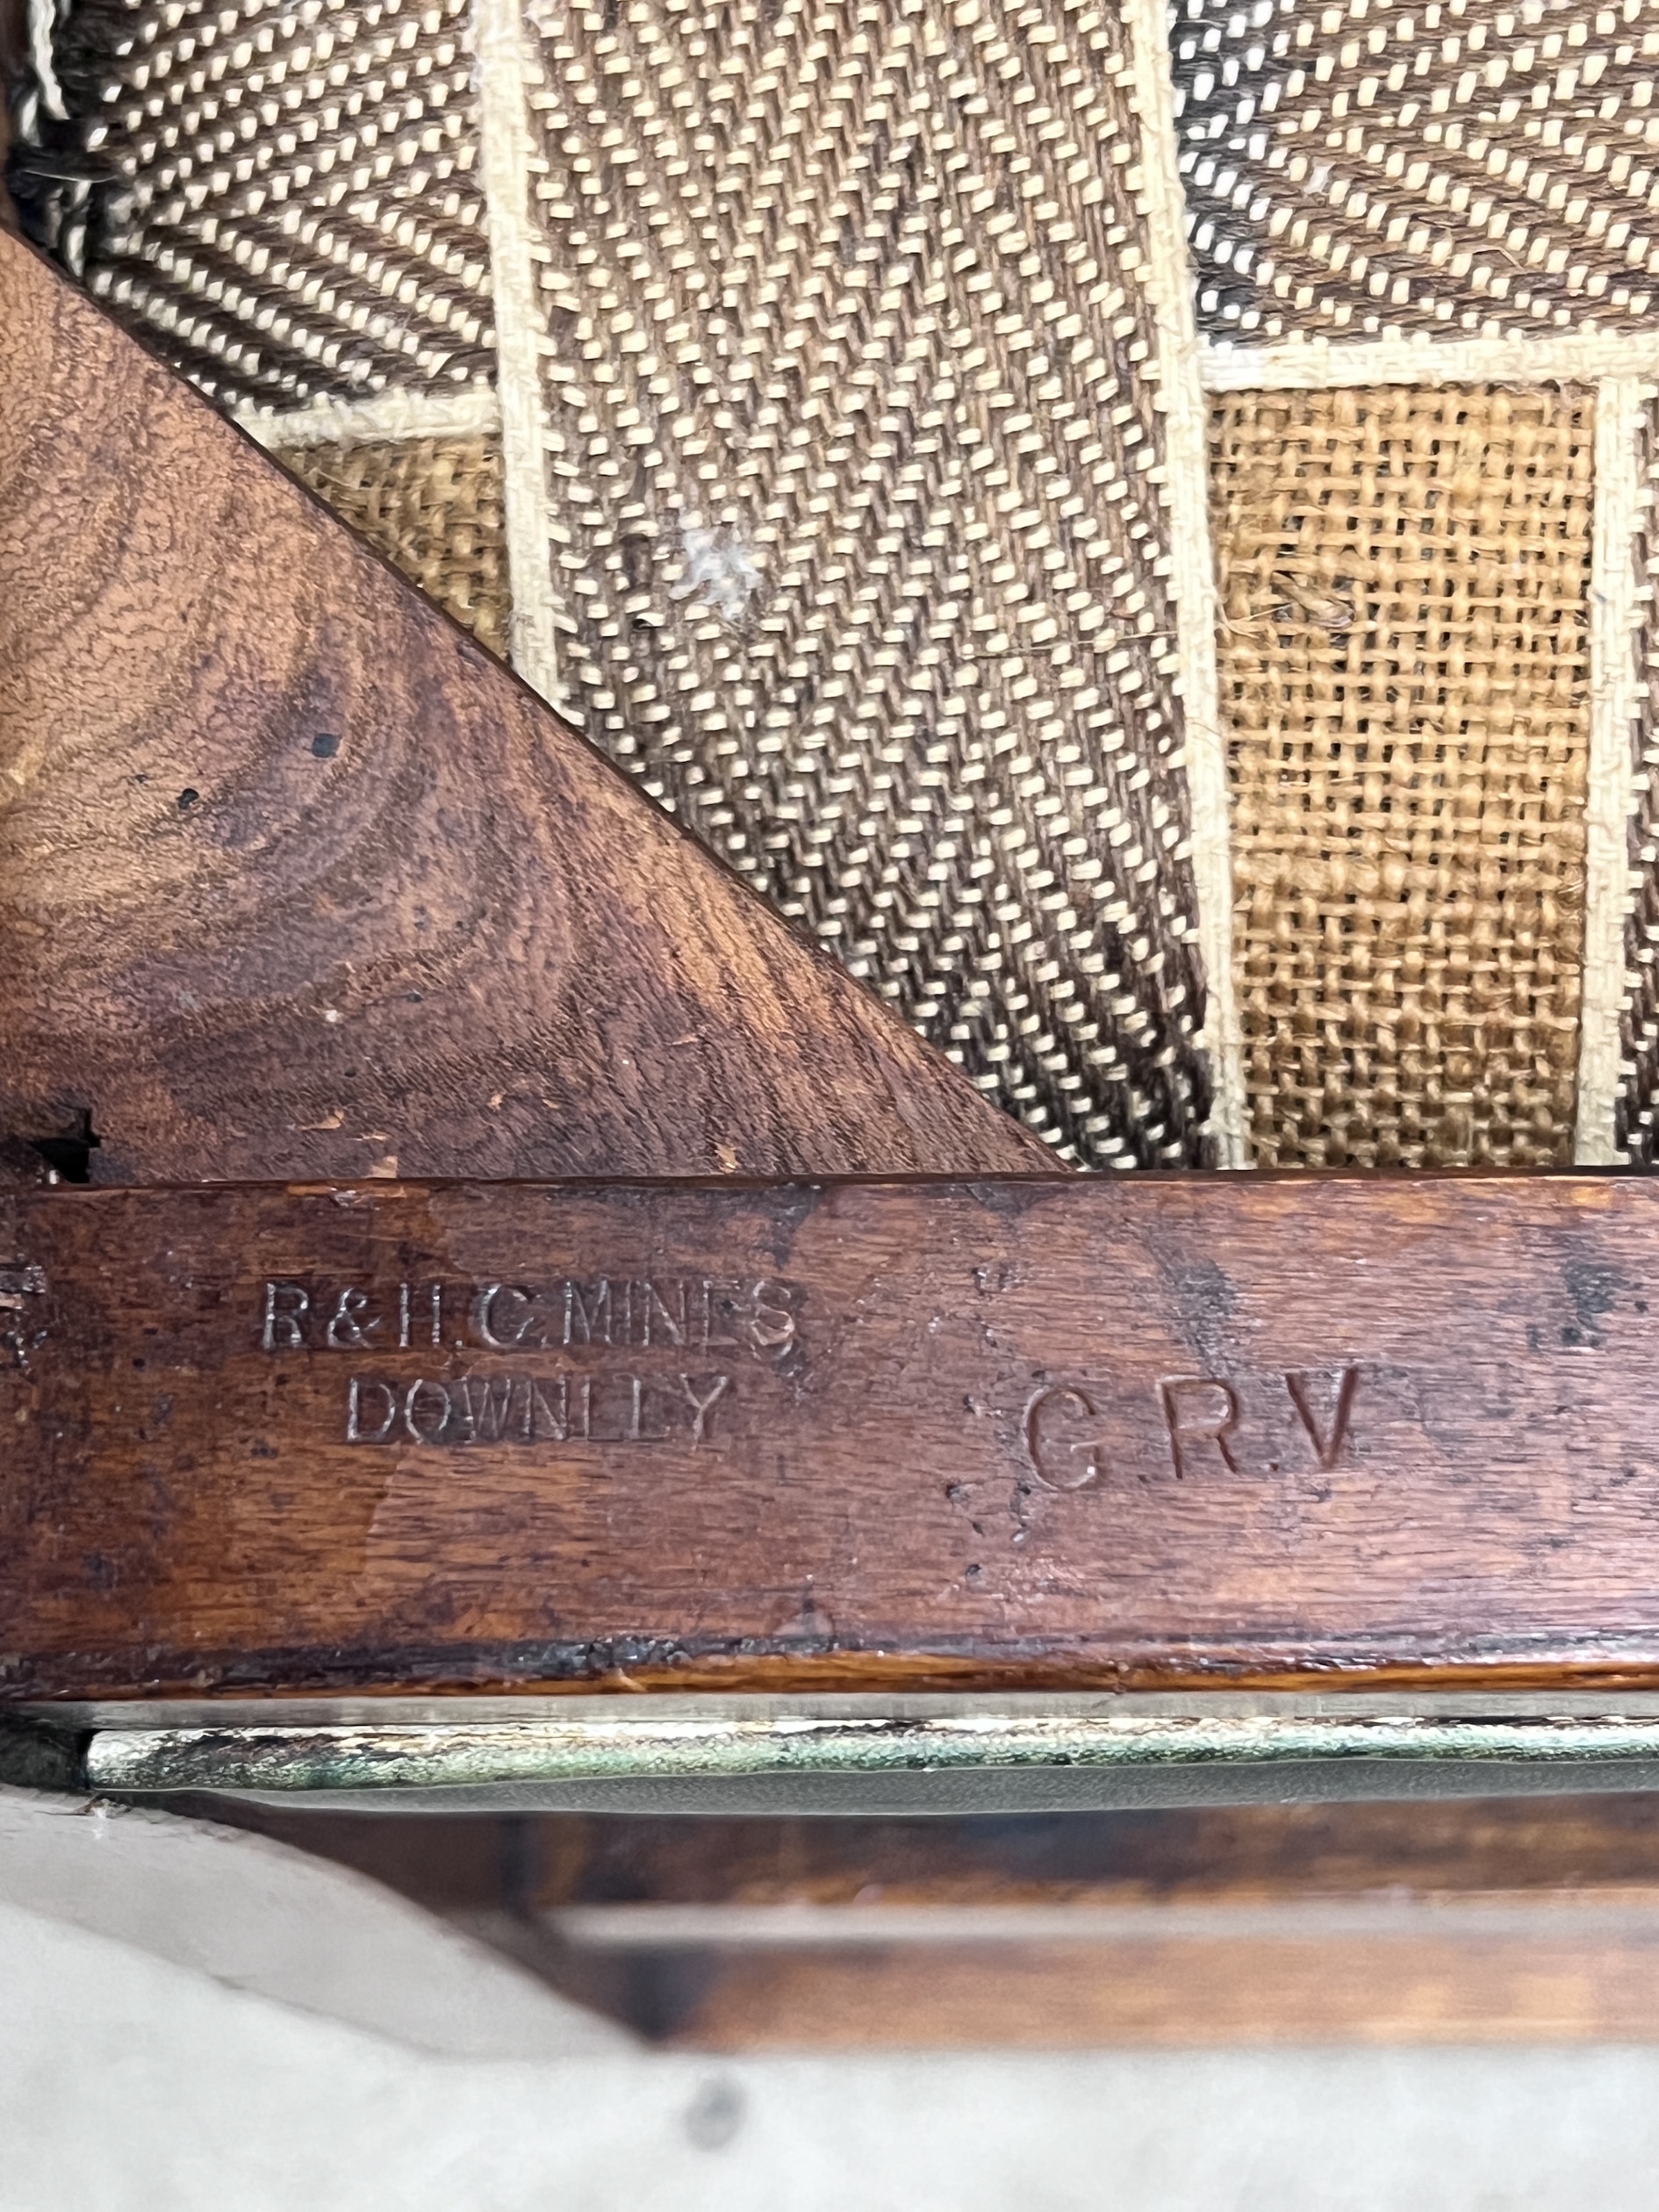 R & H.C. MINES
DOWNLEY
G.R.V